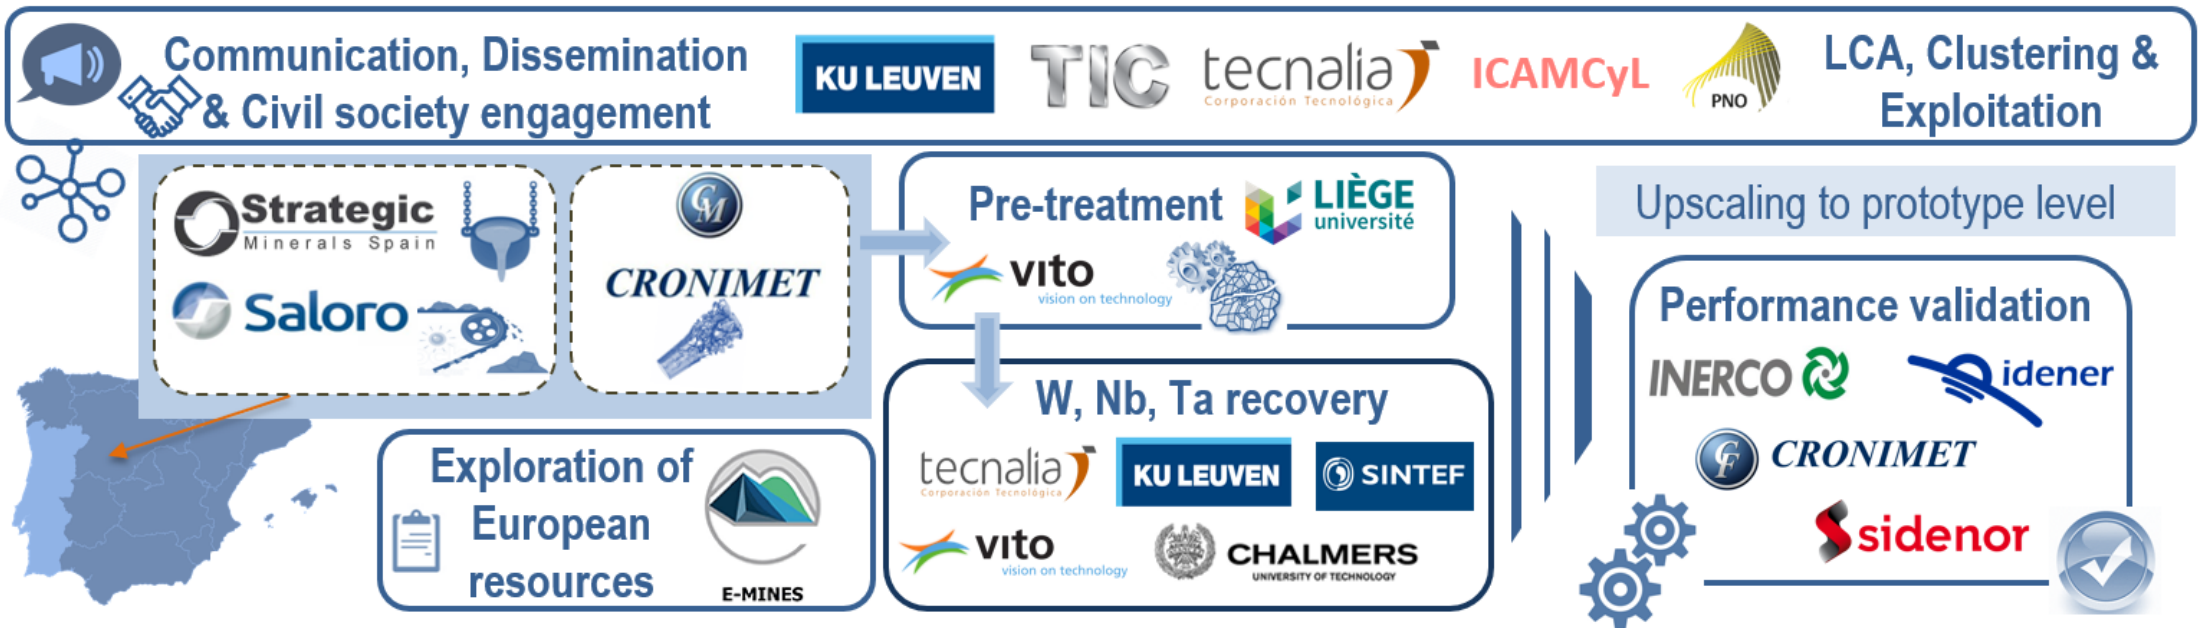 Communication, Dissemination
& Civil society engagement
KU LEUVEN
TIC
tecnalia
Corporación Tecnológica
ICAMCyL
PNO
LCA, Clustering &
Exploitation
Strategic
Minerals Spain
Saloro
CM
CRONIMET
Pre-treatment
LIÈGE
université
vito
vision on technology
W, Nb, Ta recovery
tecnalia
Corporación Tecnológica
KU LEUVEN
SINTEF
vito
vision on technology
CHALMERS
UNIVERSITY OF TECHNOLOGY
Exploration of
European
resources
E-MINES
Upscaling to prototype level
Performance validation
INERCO
idener
CF
CRONIMET
sidenor